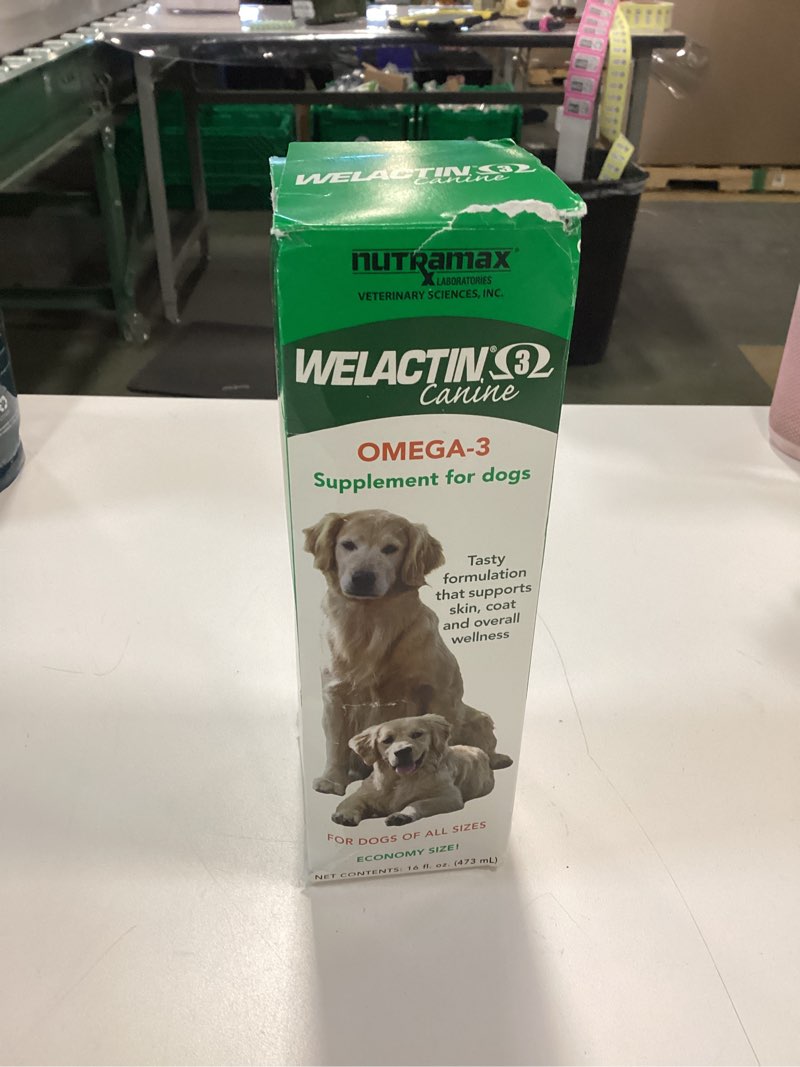 WELACTIN 3
Canine
nutramax®
LABORATORIES
VETERINARY SCIENCES, INC.
WELACTIN® 3
Canine
OMEGA-3
Supplement for dogs
Tasty
formulation
that supports
skin, coat
and overall
wellness
FOR DOGS OF ALL SIZES
ECONOMY SIZE!
NET CONTENTS: 16 fl. oz. (473 mL)